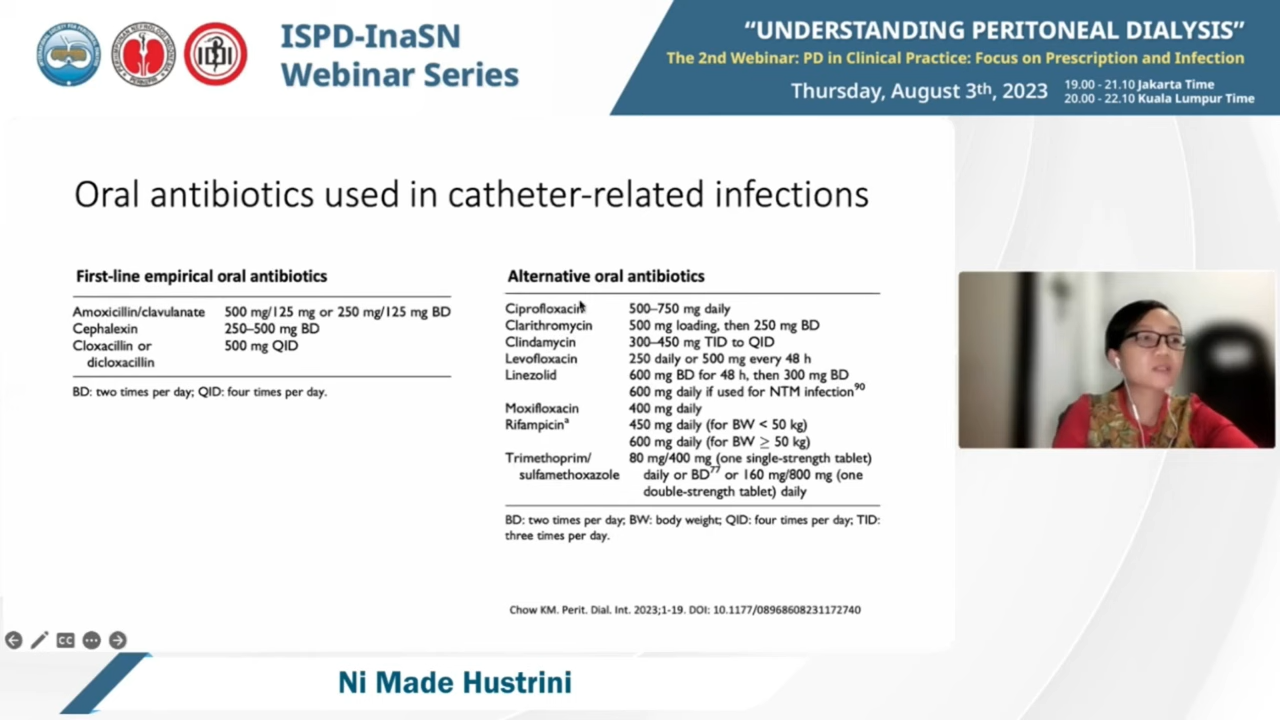 ISPD-InaSN
Webinar Series
“UNDERSTANDING PERITONEAL DIALYSIS”
The 2nd Webinar: PD in Clinical Practice: Focus on Prescription and Infection
Thursday, August 3th, 2023
19.00 - 21.10 Jakarta Time
20.00 - 22.10 Kuala Lumpur Time
Oral antibiotics used in catheter-related infections
First-line empirical oral antibiotics
Amoxicillin/clavulanate 500 mg/125 mg or 250 mg/125 mg BD
Cephalexin 250–500 mg BD
Cloxacillin or 500 mg QID
dicloxacillin
BD: two times per day; QID: four times per day.
Alternative oral antibiotics
Ciprofloxacin 500–750 mg daily
Clarithromycin 500 mg loading, then 250 mg BD
Clindamycin 300–450 mg TID to QID
Levofloxacin 250 daily or 500 mg every 48 h
Linezolid 600 mg BD for 48 h, then 300 mg BD
600 mg daily if used for NTM infection90
Moxifloxacin 400 mg daily
Rifampicina 450 mg daily (for BW < 50 kg)
600 mg daily (for BW ≥ 50 kg)
Trimethoprim/ 80 mg/400 mg (one single-strength tablet)
sulfamethoxazole daily or BD77 or 160 mg/800 mg (one
double-strength tablet) daily
BD: two times per day; BW: body weight; QID: four times per day; TID:
three times per day.
Chow KM. Perit. Dial. Int. 2023;1-19. DOI: 10.1177/08968608231172740
CC
Ni Made Hustrini